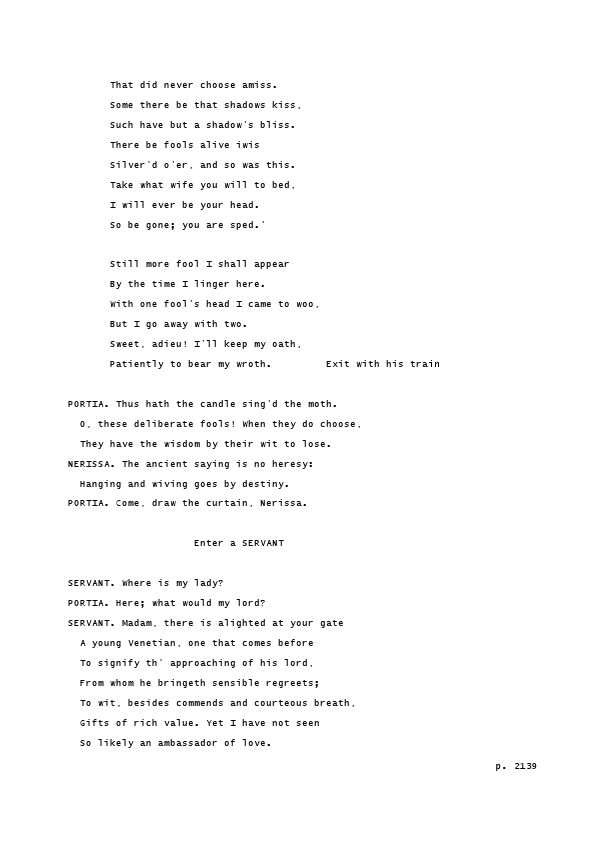 That did never choose amiss.
Some there be that shadows kiss,
Such have but a shadow's bliss.
There be fools alive iwis
Silver'd o'er, and so was this.
Take what wife you will to bed,
I will ever be your head.
So be gone; you are sped.'
Still more fool I shall appear
By the time I linger here.
With one fool's head I came to woo,
But I go away with two.
Sweet, adieu! I'll keep my oath,
Patiently to bear my wroth. Exit with his train
PORTIA. Thus hath the candle sing'd the moth.
O, these deliberate fools! When they do choose,
They have the wisdom by their wit to lose.
NERISSA. The ancient saying is no heresy:
Hanging and wiving goes by destiny.
PORTIA. Come, draw the curtain, Nerissa.
Enter a SERVANT
SERVANT. Where is my lady?
PORTIA. Here; what would my lord?
SERVANT. Madam, there is alighted at your gate
A young Venetian, one that comes before
To signify th' approaching of his lord,
From whom he bringeth sensible regreets;
To wit, besides commends and courteous breath,
Gifts of rich value. Yet I have not seen
So likely an ambassador of love.
p. 2139